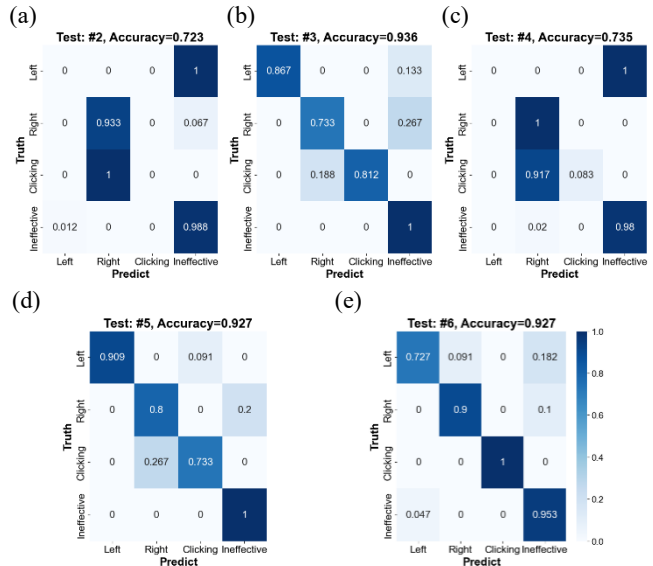 (a)
Test: #2, Accuracy=0.723
Truth
Left
0 0 0 1
Right
0 0.933 0 0.067
Clicking
0 1 0 0
Ineffective
0.012 0 0 0.988
Left Right Clicking Ineffective
Predict
(b)
Test: #3, Accuracy=0.936
Truth
Left
0.867 0 0 0.133
Right
0 0.733 0 0.267
Clicking
0 0.188 0.812 0
Ineffective
0 0 0 1
Left Right Clicking Ineffective
Predict
(c)
Test: #4, Accuracy=0.735
Truth
Left
0 0 0 1
Right
0 1 0 0
Clicking
0 0.917 0.083 0
Ineffective
0 0.02 0 0.98
Left Right Clicking Ineffective
Predict
(d)
Test: #5, Accuracy=0.927
Truth
Left
0.909 0 0.091 0
Right
0 0.8 0 0.2
Clicking
0 0.267 0.733 0
Ineffective
0 0 0 1
Left Right Clicking Ineffective
Predict
(e)
Test: #6, Accuracy=0.927
Truth
Left
0.727 0.091 0 0.182
Right
0 0.9 0 0.1
Clicking
0 0 1 0
Ineffective
0.047 0 0 0.953
Left Right Clicking Ineffective
Predict
1.0
0.8
0.6
0.4
0.2
0.0